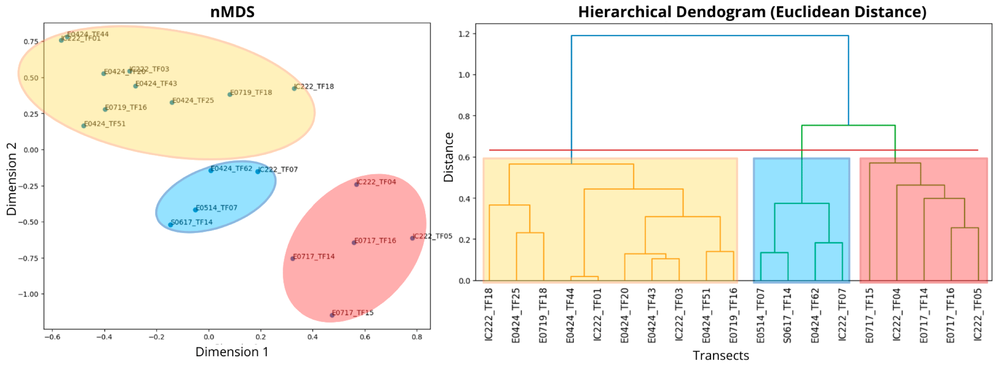 nMDS
E0424_TF44
IC222_TF01
IC222_TF03
E0424_TF20
E0424_TF43
E0719_TF18
IC222_TF18
E0424_TF25
E0719_TF16
E0424_TF51
E0424_TF62
IC222_TF07
IC222_TF04
E0514_TF07
S0617_TF14
IC222_TF05
E0717_TF16
E0717_TF14
E0717_TF15
0.75
0.50
0.25
0.00
−0.25
−0.50
−0.75
−1.00
Dimension 2
−0.6 −0.4 −0.2 0.0 0.2 0.4 0.6 0.8
Dimension 1
Hierarchical Dendogram (Euclidean Distance)
1.2
1.0
0.8
0.6
0.4
0.2
0.0
Distance
IC222_TF18
E0424_TF25
E0719_TF18
E0424_TF44
IC222_TF01
E0424_TF20
E0424_TF43
IC222_TF03
E0424_TF51
E0719_TF16
E0514_TF07
S0617_TF14
E0424_TF62
IC222_TF07
E0717_TF15
IC222_TF04
E0717_TF14
E0717_TF16
IC222_TF05
Transects